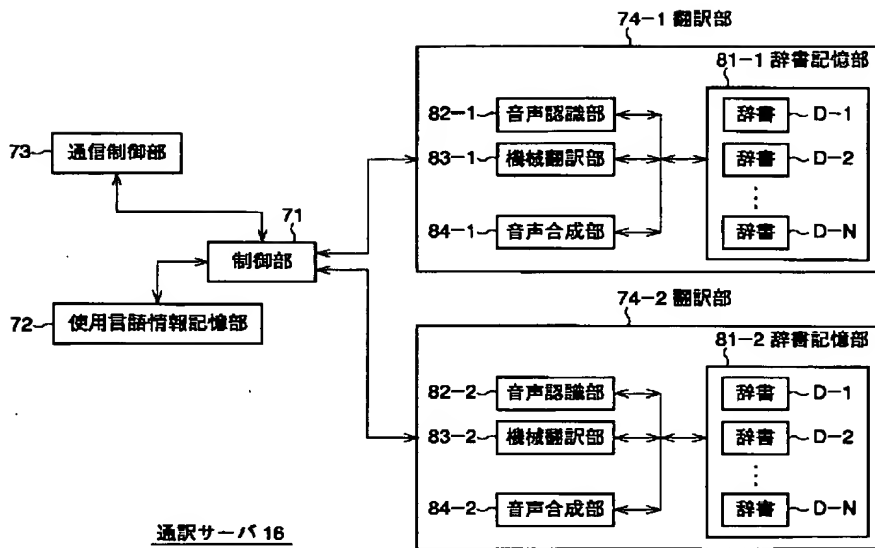 74−1 翻訳部
81−1 辞書記憶部
82−1 音声認識部
辞書 D−1
73 通信制御部
83−1 機械翻訳部
辞書 D−2
71
84−1 音声合成部
辞書 D−N
制御部
74−2 翻訳部
72 使用言語情報記憶部
81−2 辞書記憶部
82−2 音声認識部
辞書 D−1
83−2 機械翻訳部
辞書 D−2
84−2 音声合成部
辞書 D−N
通訳サーバ 16